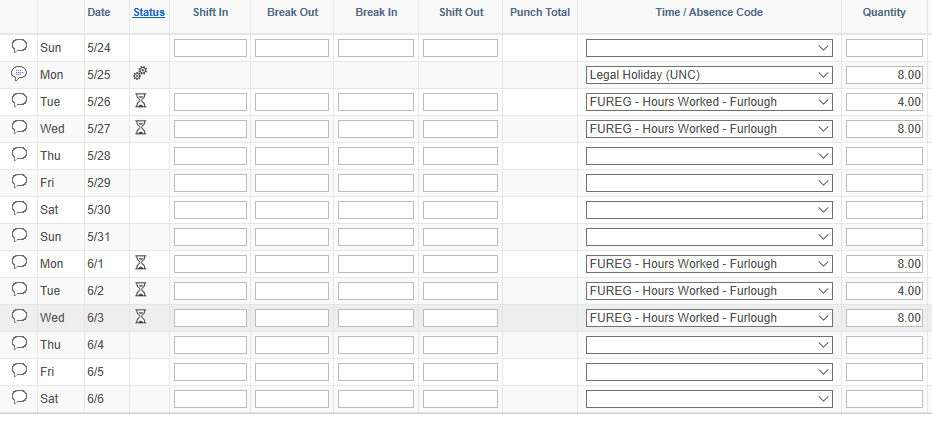 Date Status Shift In Break Out Break In Shift Out Punch Total Time / Absence Code Quantity
Sun 5/24
Mon 5/25 Legal Holiday (UNC) 8.00
Tue 5/26 FUREG - Hours Worked - Furlough 4.00
Wed 5/27 FUREG - Hours Worked - Furlough 8.00
Thu 5/28
Fri 5/29
Sat 5/30
Sun 5/31
Mon 6/1 FUREG - Hours Worked - Furlough 8.00
Tue 6/2 FUREG - Hours Worked - Furlough 4.00
Wed 6/3 FUREG - Hours Worked - Furlough 8.00
Thu 6/4
Fri 6/5
Sat 6/6